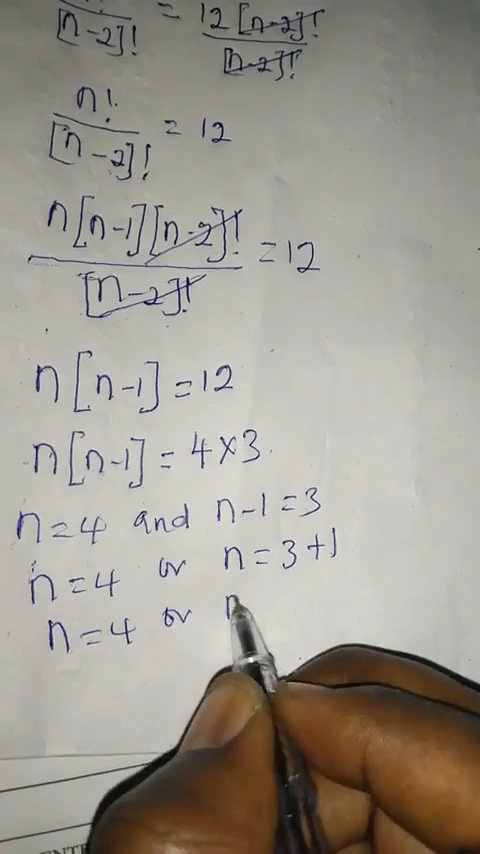 [n-2]! = 12[n-2]!
[n-2]!
n!
[n-2]! = 12
n[n-1][n-2]!
[n-2]! = 12
n[n-1] = 12
n[n-1] = 4×3
n=4 and n-1=3
n=4 or n=3+1
n=4 or n